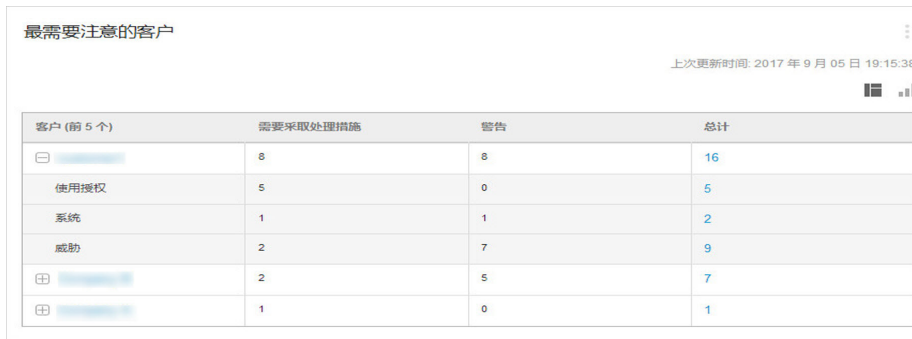 最需要注意的客户
上次更新时间: 2017 年 9 月 05 日 19:15:38
客户 (前 5 个) 需要采取处理措施 警告 总计
8 8 16
使用授权 5 0 5
系统 1 1 2
威胁 2 7 9
2 5 7
1 0 1